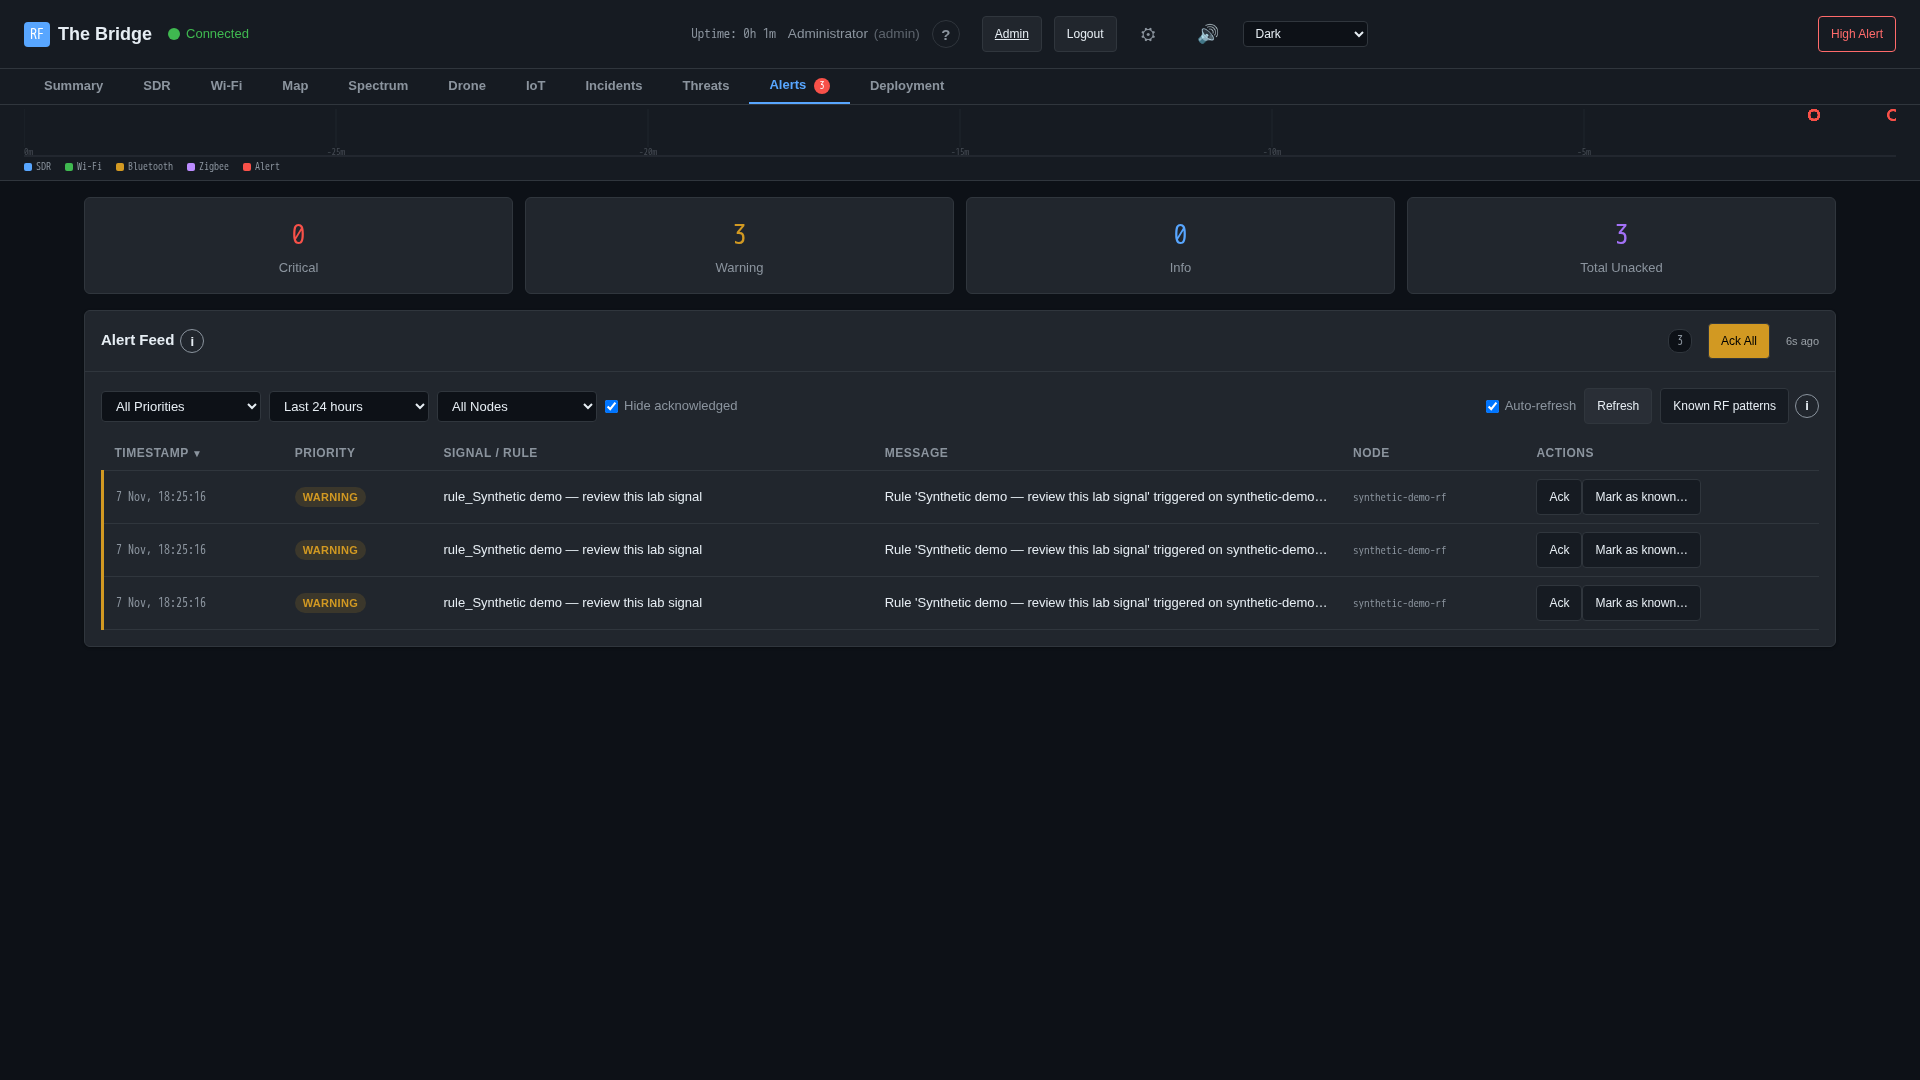 RF The Bridge Connected Uptime: 0h 1m Administrator (admin) ? Admin Logout Dark High Alert
Summary SDR Wi-Fi Map Spectrum Drone IoT Incidents Threats Alerts 3 Deployment
0m -25m -20m -15m -10m -5m
SDR Wi-Fi Bluetooth Zigbee Alert
0 3 0 3
Critical Warning Info Total Unacked
Alert Feed i 3 Ack All 6s ago
All Priorities Last 24 hours All Nodes Hide acknowledged Auto-refresh Refresh Known RF patterns i
TIMESTAMP ▼ PRIORITY SIGNAL / RULE MESSAGE NODE ACTIONS
7 Nov, 18:25:16 WARNING rule_Synthetic demo — review this lab signal Rule 'Synthetic demo — review this lab signal' triggered on synthetic-demo… synthetic-demo-rf Ack Mark as known…
7 Nov, 18:25:16 WARNING rule_Synthetic demo — review this lab signal Rule 'Synthetic demo — review this lab signal' triggered on synthetic-demo… synthetic-demo-rf Ack Mark as known…
7 Nov, 18:25:16 WARNING rule_Synthetic demo — review this lab signal Rule 'Synthetic demo — review this lab signal' triggered on synthetic-demo… synthetic-demo-rf Ack Mark as known…